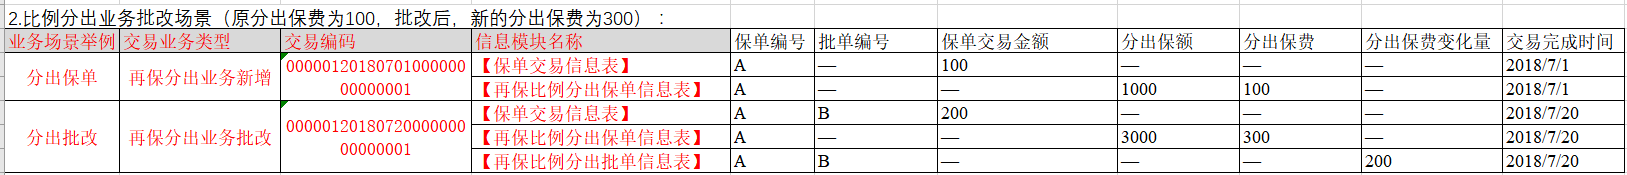 2.比例分出业务批改场景（原分出保费为100，批改后，新的分出保费为300）：
业务场景举例 交易业务类型 交易编码 信息模块名称 保单编号 批单编号 保单交易金额 分出保额 分出保费 分出保费变化量 交易完成时间
分出保单 再保分出业务新增 00000120180701000000
00000001
【保单交易信息表】 A — 100 — — — 2018/7/1
【再保比例分出保单信息表】 A — — 1000 100 — 2018/7/1
分出批改 再保分出业务批改 00000120180720000000
00000001
【保单交易信息表】 A B 200 — — — 2018/7/20
【再保比例分出保单信息表】 A — — 3000 300 — 2018/7/20
【再保比例分出批单信息表】 A B — — — 200 2018/7/20